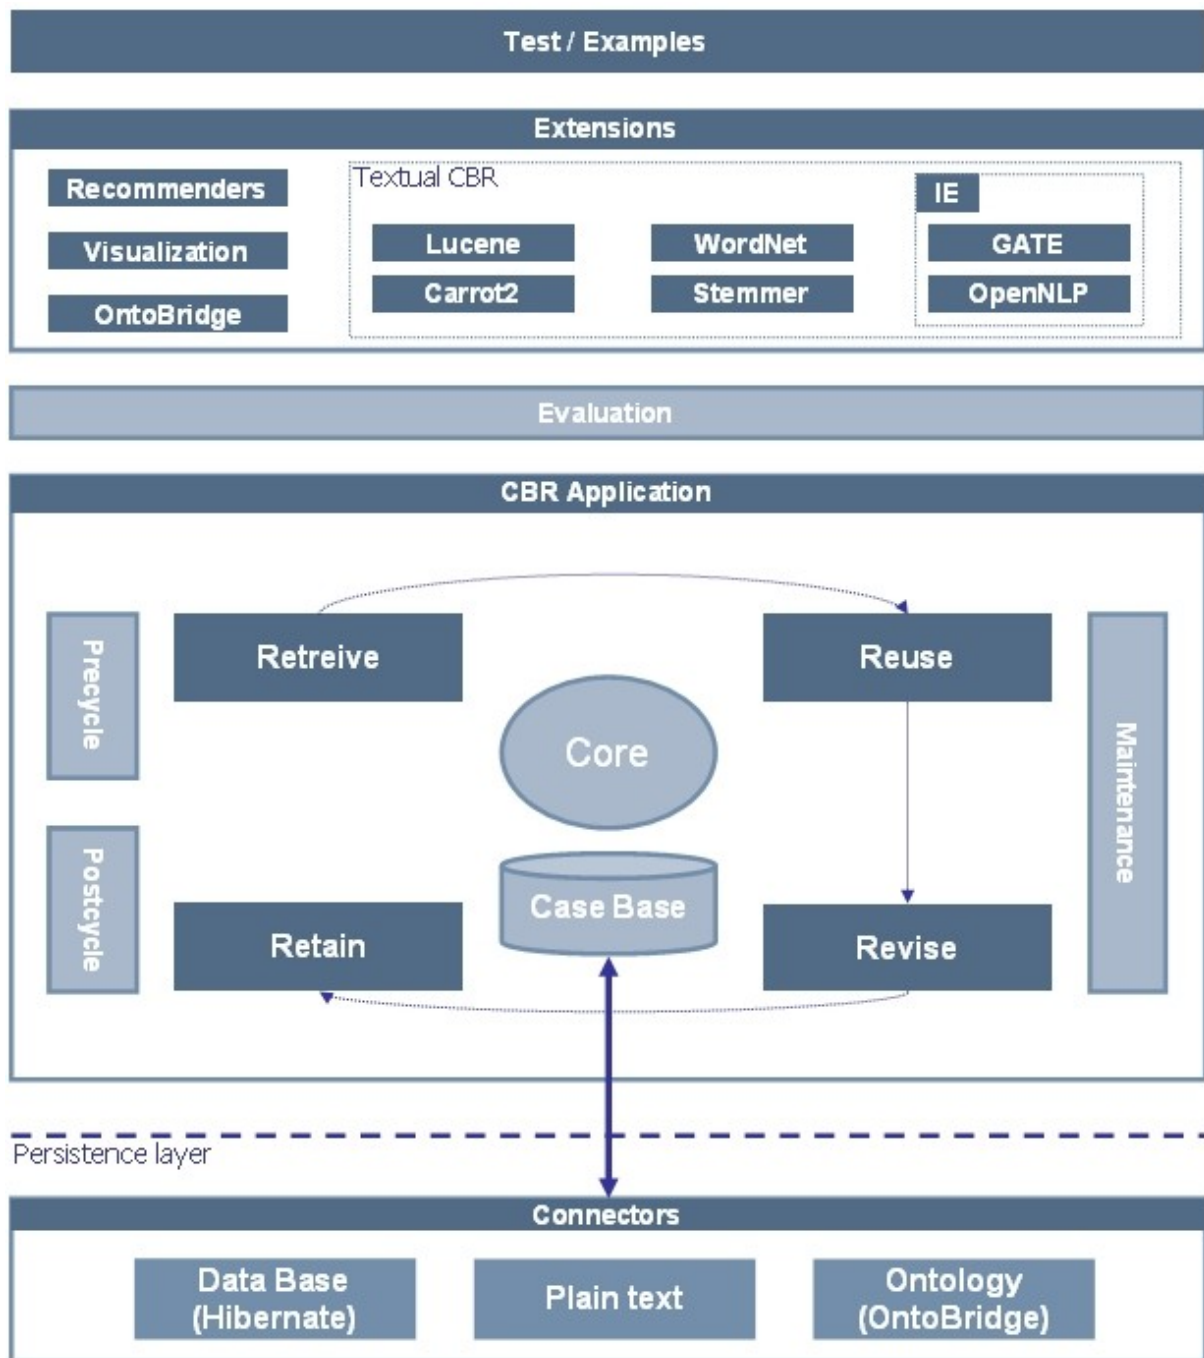 Test / Examples
Extensions
Recommenders
Visualization
OntoBridge
Textual CBR
Lucene
Carrot2
WordNet
Stemmer
IE
GATE
OpenNLP
Evaluation
CBR Application
Precycle
Postcycle
Retreive
Reuse
Core
Case Base
Retain
Revise
Maintenance
Persistence layer
Connectors
Data Base
(Hibernate)
Plain text
Ontology
(OntoBridge)